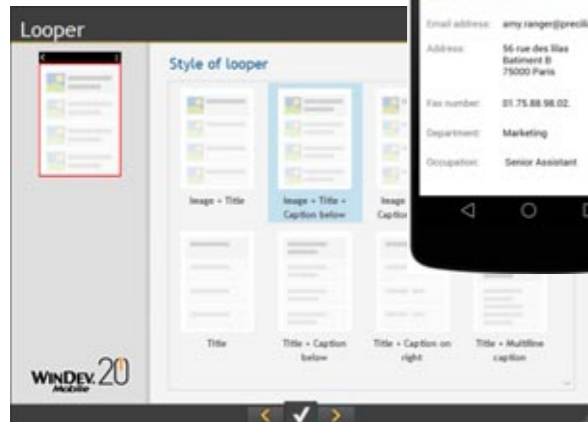 Looper
Style of looper
Image + Title
Image + Title +
Caption below
Image
Caption
Title
Title + Caption
below
Title + Caption on
right
Title + Multiline
caption
WINDEV. 20
Mobile
Email address: amy.ranger@precili
Address: 56 rue des lilas
Batiment B
75000 Paris
Fax number: 01.75.88.98.02.
Department: Marketing
Occupation: Senior Assistant